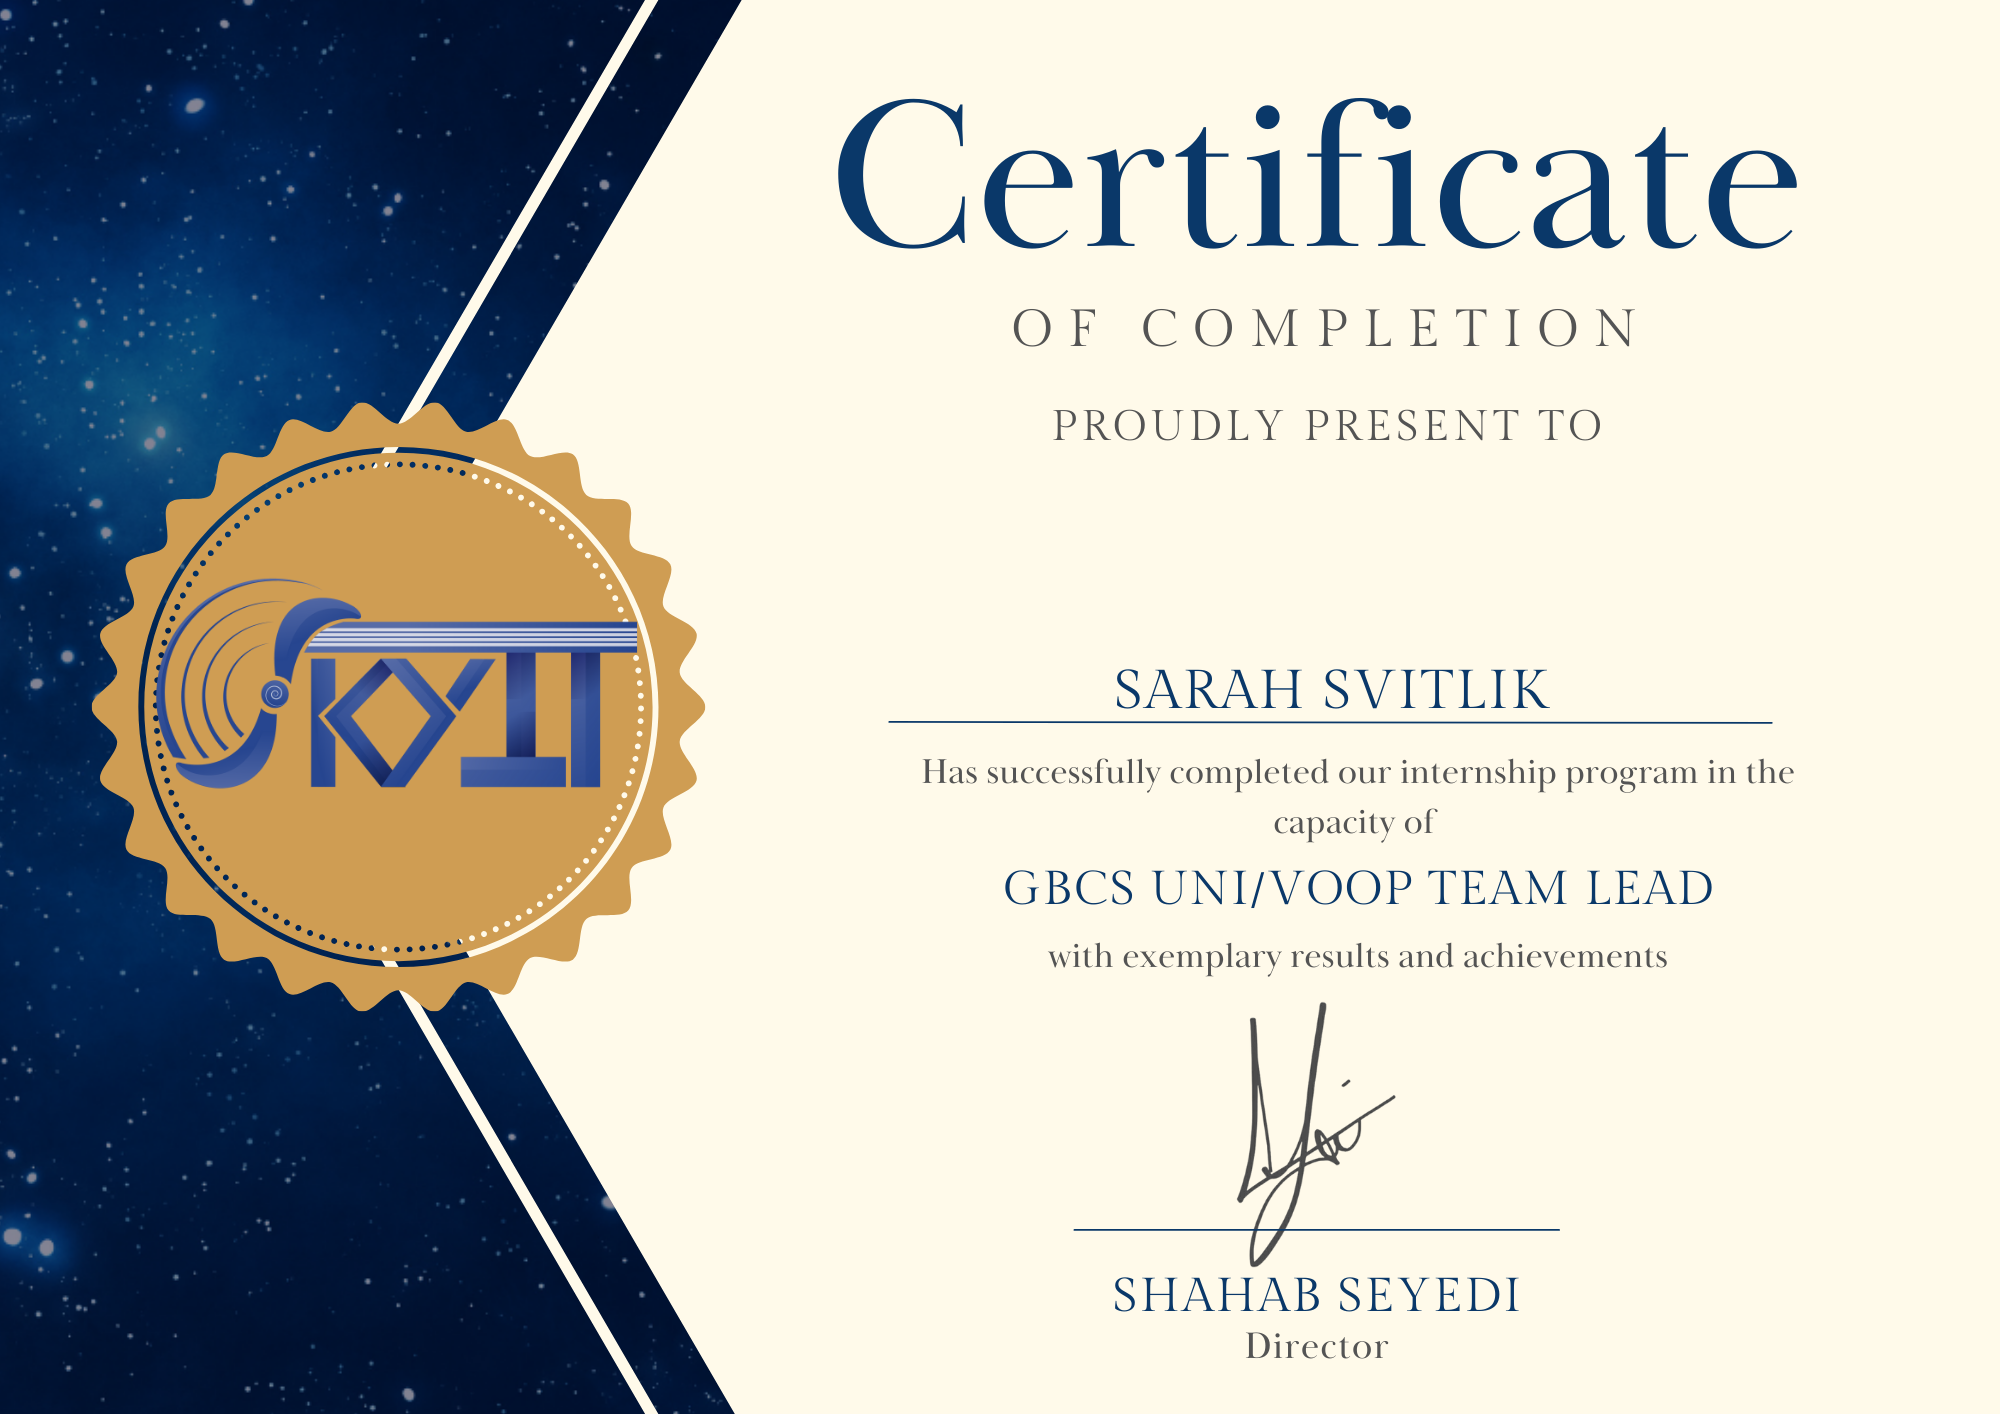 Certificate
OF COMPLETION
PROUDLY PRESENT TO
SKYIT
SARAH SVITLIK
Has successfully completed our internship program in the
capacity of
GBCS UNI/VOOP TEAM LEAD
with exemplary results and achievements
SHAHAB SEYEDI
Director